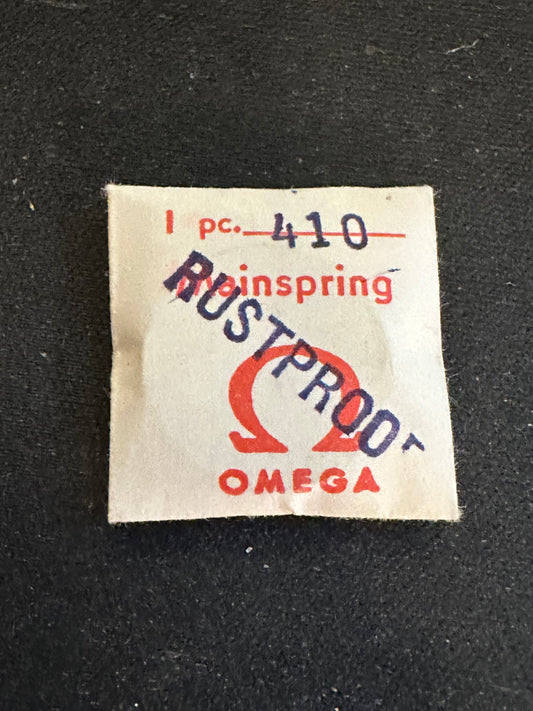 1 pc. 410
mainspring
RUSTPROOF
Ω
OMEGA